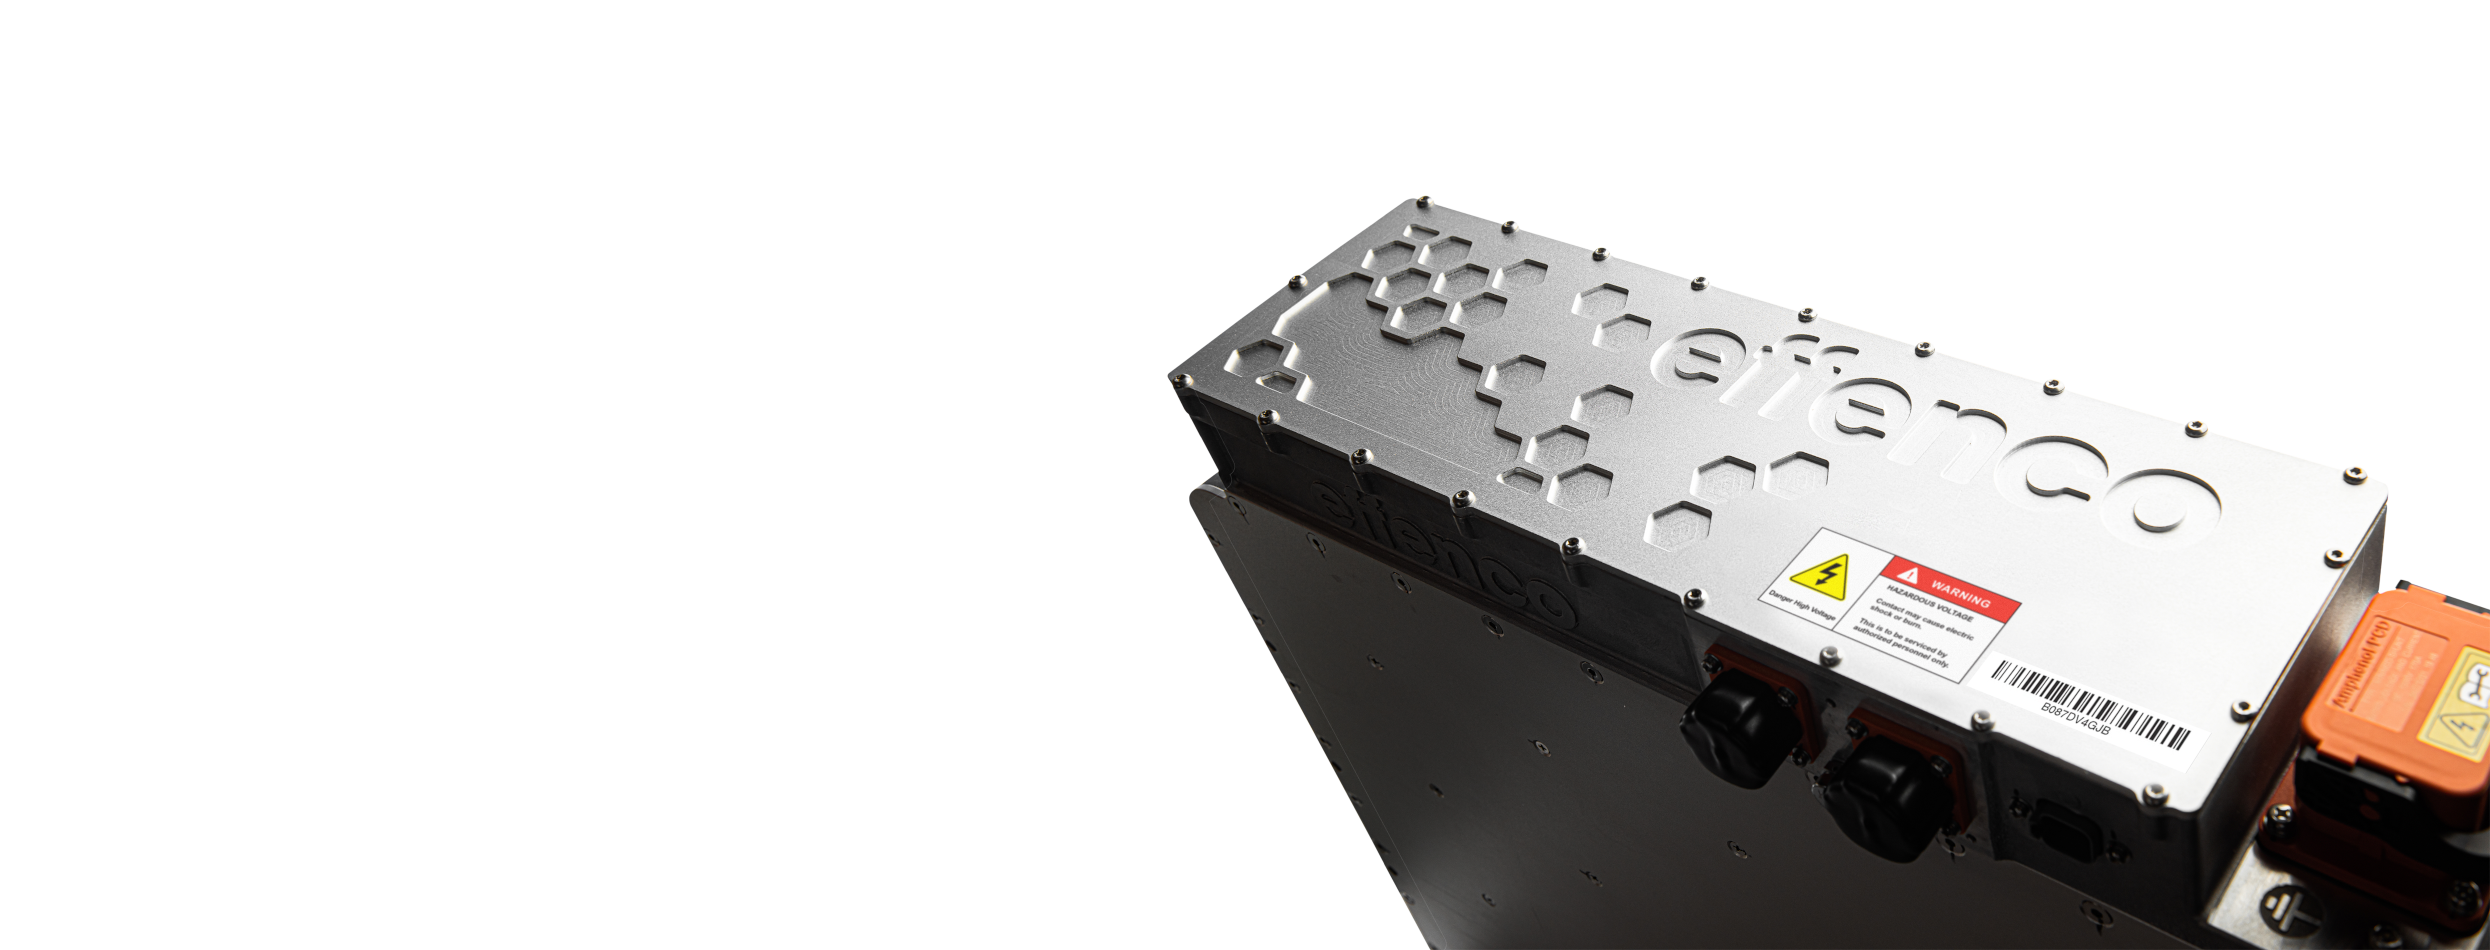 effenco
effenco
Danger High Voltage
WARNING
HAZARDOUS VOLTAGE
Contact may cause electric
shock or burn.
This is to be serviced by
authorized personnel only.
B087DV4GJB
Amphenol PCD